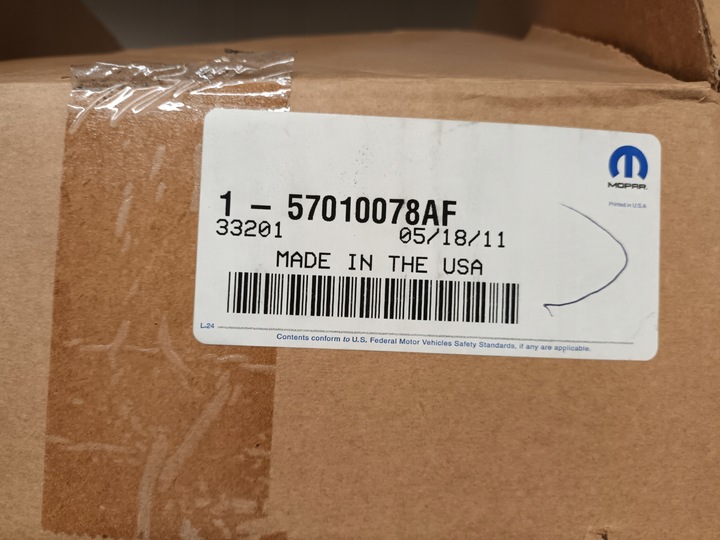 MOPAR.
Printed in U.S.A.
1 - 57010078AF
33201 05/18/11
MADE IN THE USA
L-24
Contents conform to U.S. Federal Motor Vehicles Safety Standards, if any are applicable.